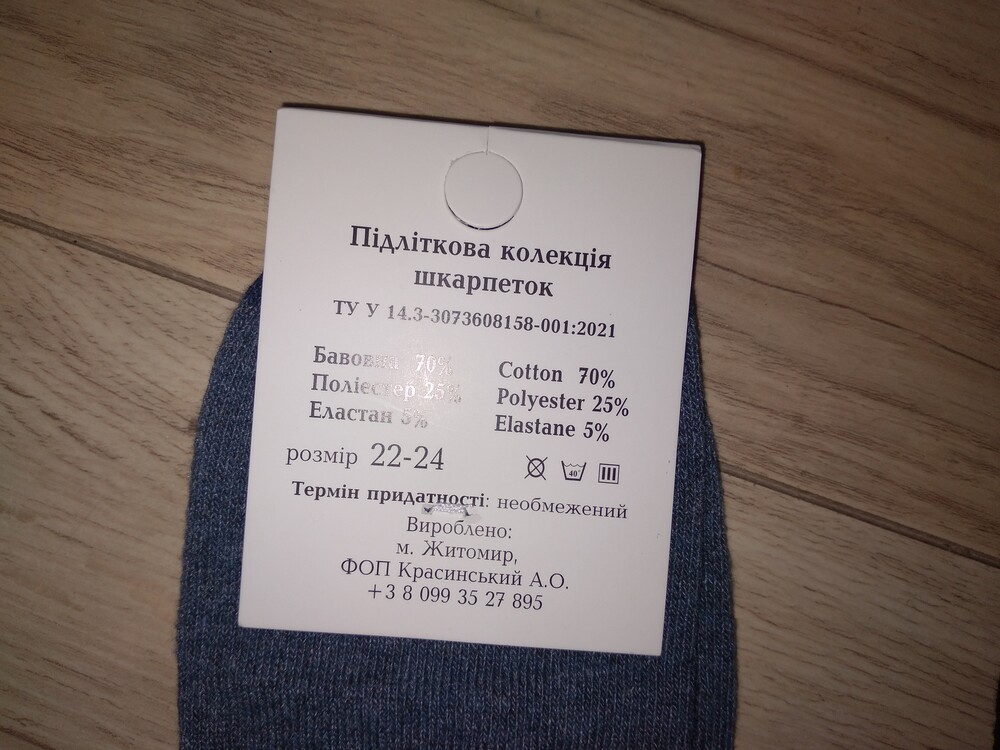 Підліткова колекція
шкарпеток
ТУ У 14.3-3073608158-001:2021
Бавовна 70%
Поліестер 25%
Еластан 5%
Cotton 70%
Polyester 25%
Elastane 5%
розмір 22-24
40°
Термін придатності: необмежений
Вироблено:
м. Житомир,
ФОП Красинський А.О.
+3 8 099 35 27 895